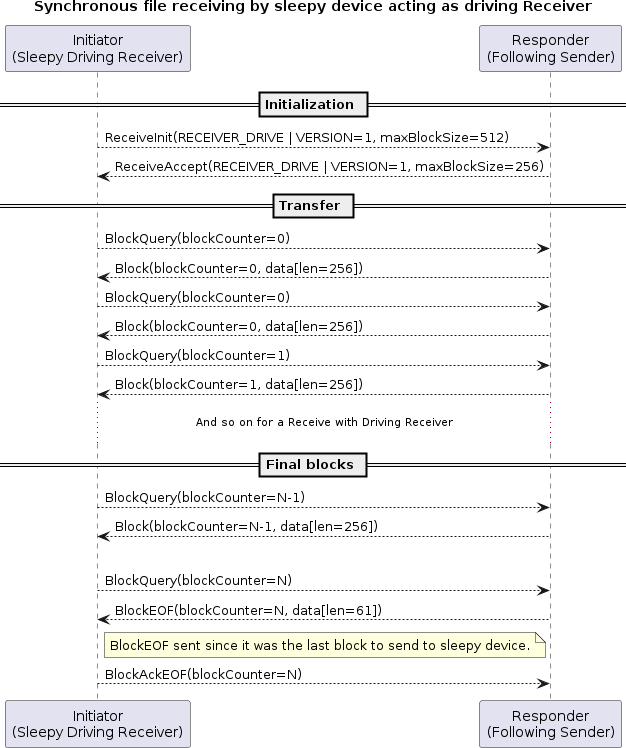 Synchronous file receiving by sleepy device acting as driving Receiver
Initiator
(Sleepy Driving Receiver)
Responder
(Following Sender)
Initialization
ReceiveInit(RECEIVER_DRIVE | VERSION=1, maxBlockSize=512)
ReceiveAccept(RECEIVER_DRIVE | VERSION=1, maxBlockSize=256)
Transfer
BlockQuery(blockCounter=0)
Block(blockCounter=0, data[len=256])
BlockQuery(blockCounter=0)
Block(blockCounter=0, data[len=256])
BlockQuery(blockCounter=1)
Block(blockCounter=1, data[len=256])
And so on for a Receive with Driving Receiver
Final blocks
BlockQuery(blockCounter=N-1)
Block(blockCounter=N-1, data[len=256])
BlockQuery(blockCounter=N)
BlockEOF(blockCounter=N, data[len=61])
BlockEOF sent since it was the last block to send to sleepy device.
BlockAckEOF(blockCounter=N)
Initiator
(Sleepy Driving Receiver)
Responder
(Following Sender)